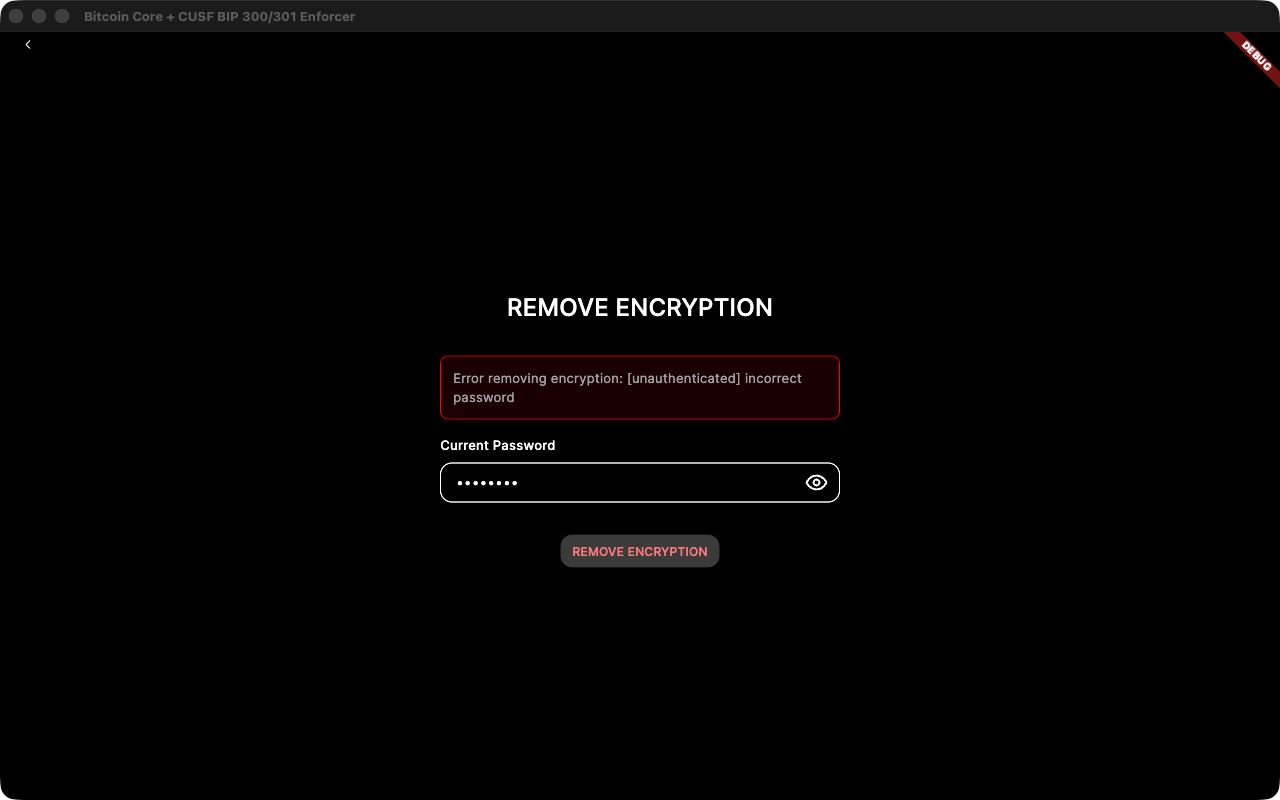 Bitcoin Core + CUSF BIP 300/301 Enforcer
DEBUG
REMOVE ENCRYPTION
Error removing encryption: [unauthenticated] incorrect
password
Current Password
••••••••
REMOVE ENCRYPTION